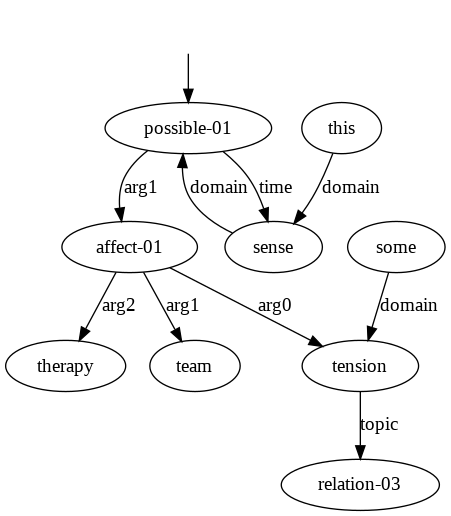 possible-01
this
arg1
domain
time
domain
affect-01
sense
some
arg2
arg1
arg0
domain
therapy
team
tension
topic
relation-03